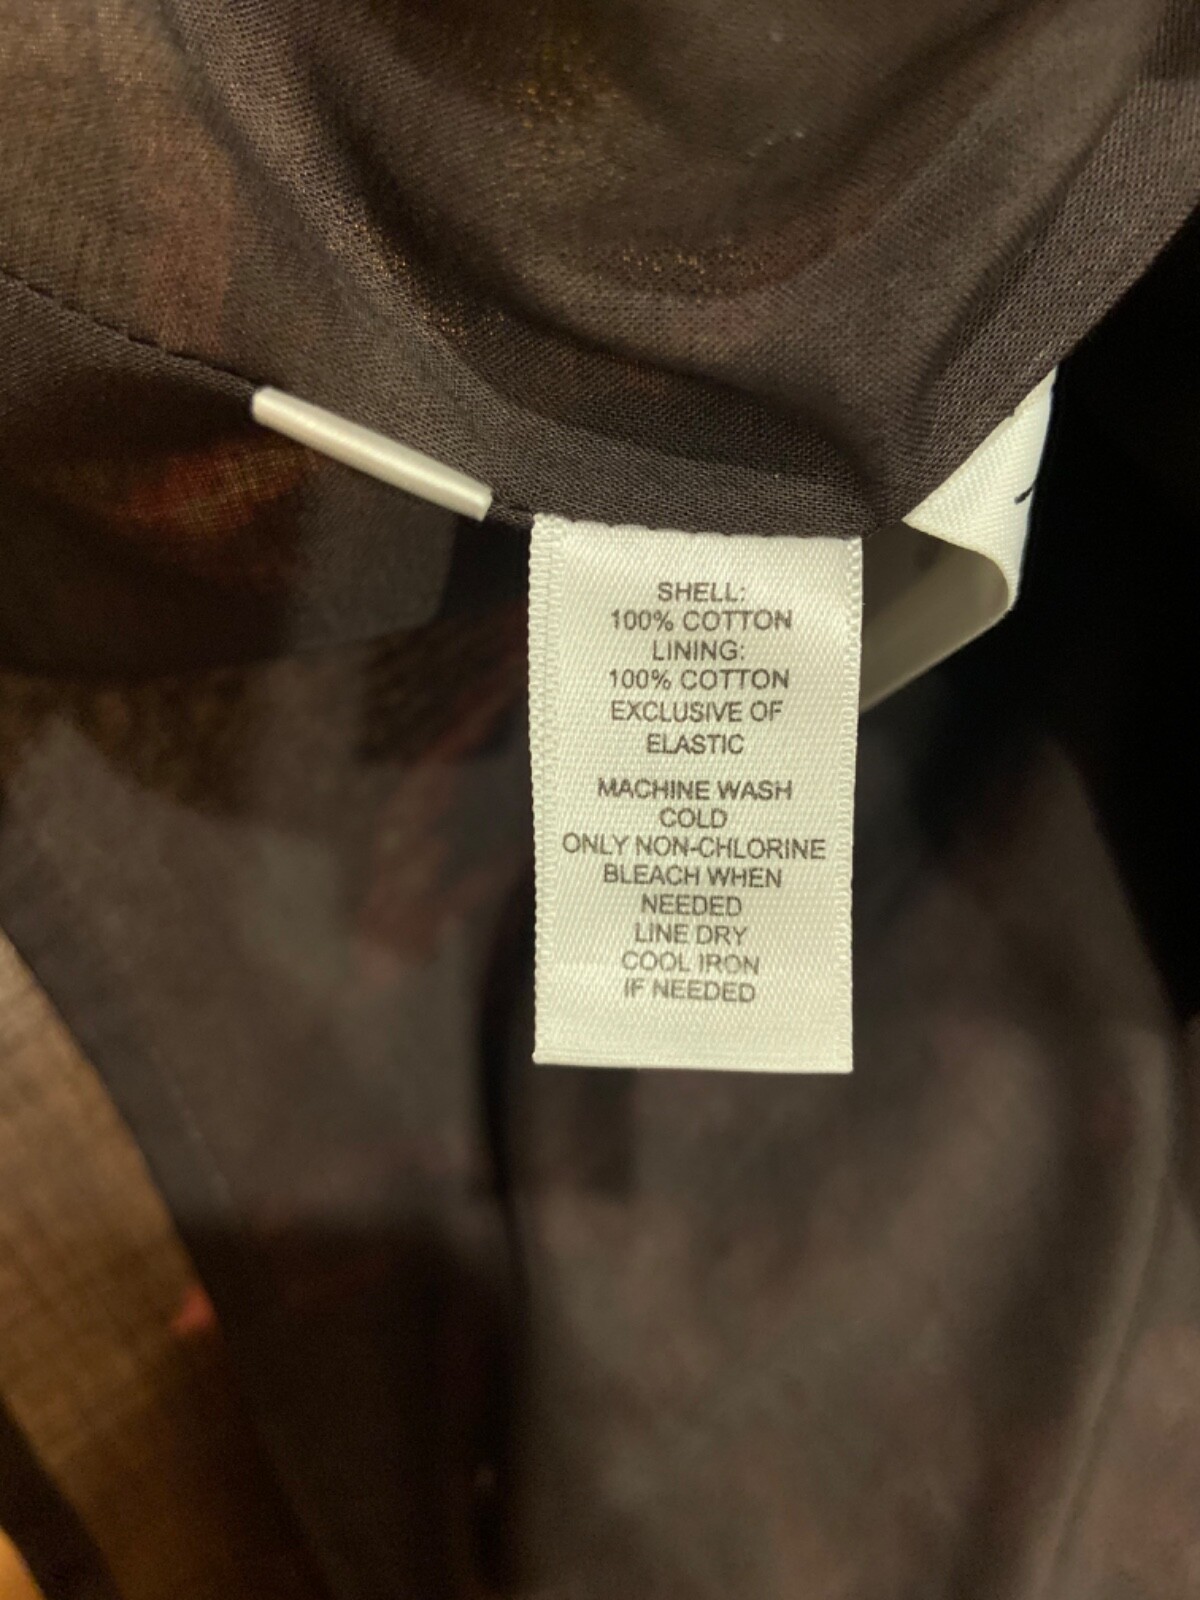 SHELL:
100% COTTON
LINING:
100% COTTON
EXCLUSIVE OF
ELASTIC
MACHINE WASH
COLD
ONLY NON-CHLORINE
BLEACH WHEN
NEEDED
LINE DRY
COOL IRON
IF NEEDED